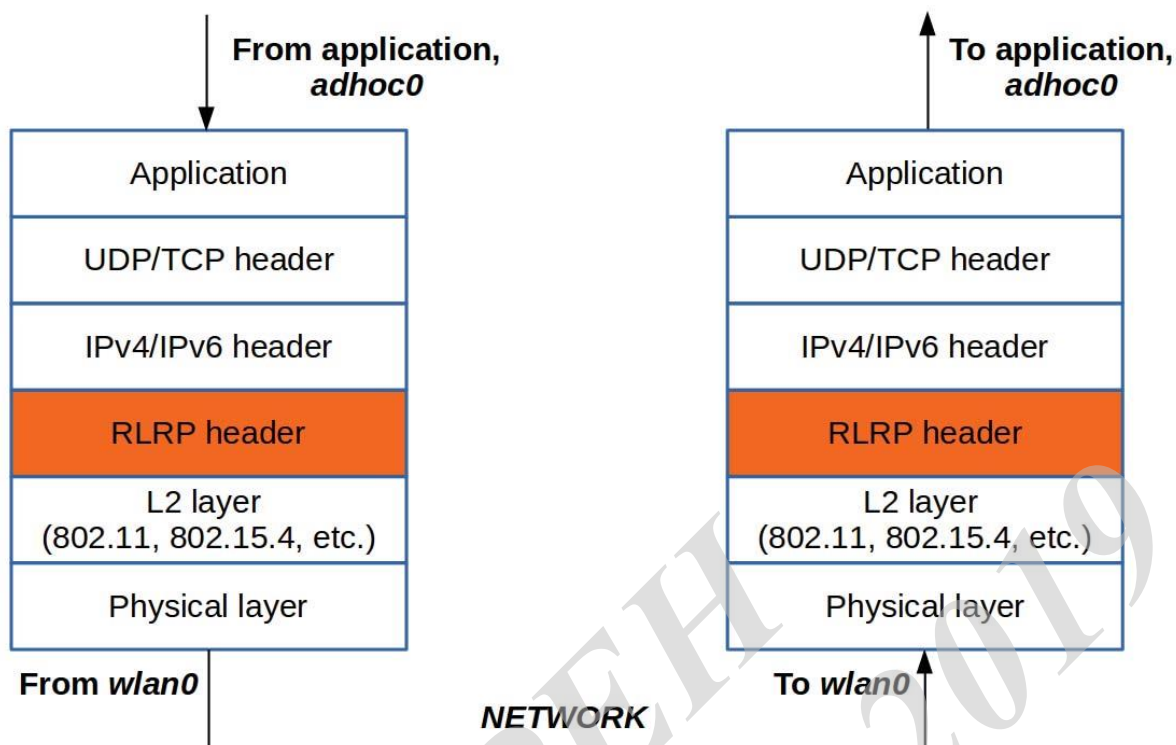 From application,
adhoc0
Application
UDP/TCP header
IPv4/IPv6 header
RLRP header
L2 layer
(802.11, 802.15.4, etc.)
Physical layer
From wlan0
NETWORK
To application,
adhoc0
Application
UDP/TCP header
IPv4/IPv6 header
RLRP header
L2 layer
(802.11, 802.15.4, etc.)
Physical layer
To wlan0
2019